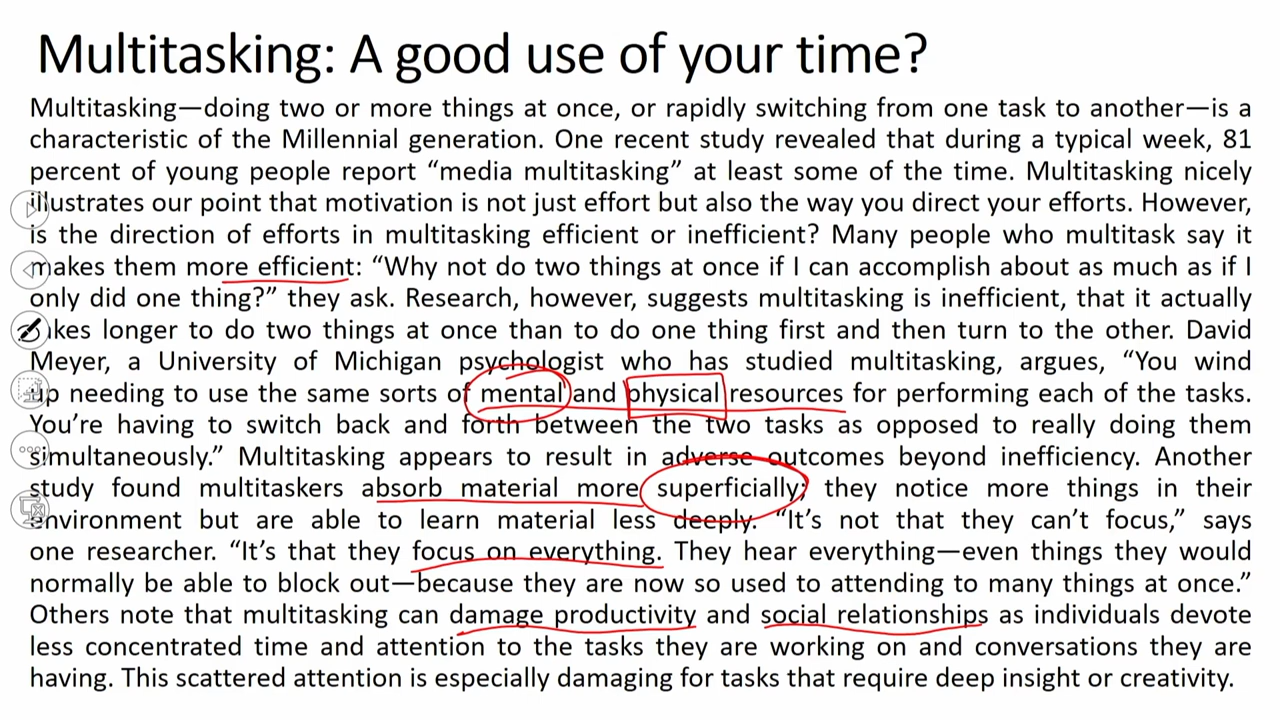 Multitasking: A good use of your time?
Multitasking—doing two or more things at once, or rapidly switching from one task to another—is a
characteristic of the Millennial generation. One recent study revealed that during a typical week, 81
percent of young people report “media multitasking” at least some of the time. Multitasking nicely
illustrates our point that motivation is not just effort but also the way you direct your efforts. However,
is the direction of efforts in multitasking efficient or inefficient? Many people who multitask say it
makes them more efficient: “Why not do two things at once if I can accomplish about as much as if I
only did one thing?” they ask. Research, however, suggests multitasking is inefficient, that it actually
takes longer to do two things at once than to do one thing first and then turn to the other. David
Meyer, a University of Michigan psychologist who has studied multitasking, argues, “You wind
up needing to use the same sorts of mental and physical resources for performing each of the tasks.
You’re having to switch back and forth between the two tasks as opposed to really doing them
simultaneously.” Multitasking appears to result in adverse outcomes beyond inefficiency. Another
study found multitaskers absorb material more superficially; they notice more things in their
environment but are able to learn material less deeply. “It’s not that they can’t focus,” says
one researcher. “It’s that they focus on everything. They hear everything—even things they would
normally be able to block out—because they are now so used to attending to many things at once.”
Others note that multitasking can damage productivity and social relationships as individuals devote
less concentrated time and attention to the tasks they are working on and conversations they are
having. This scattered attention is especially damaging for tasks that require deep insight or creativity.